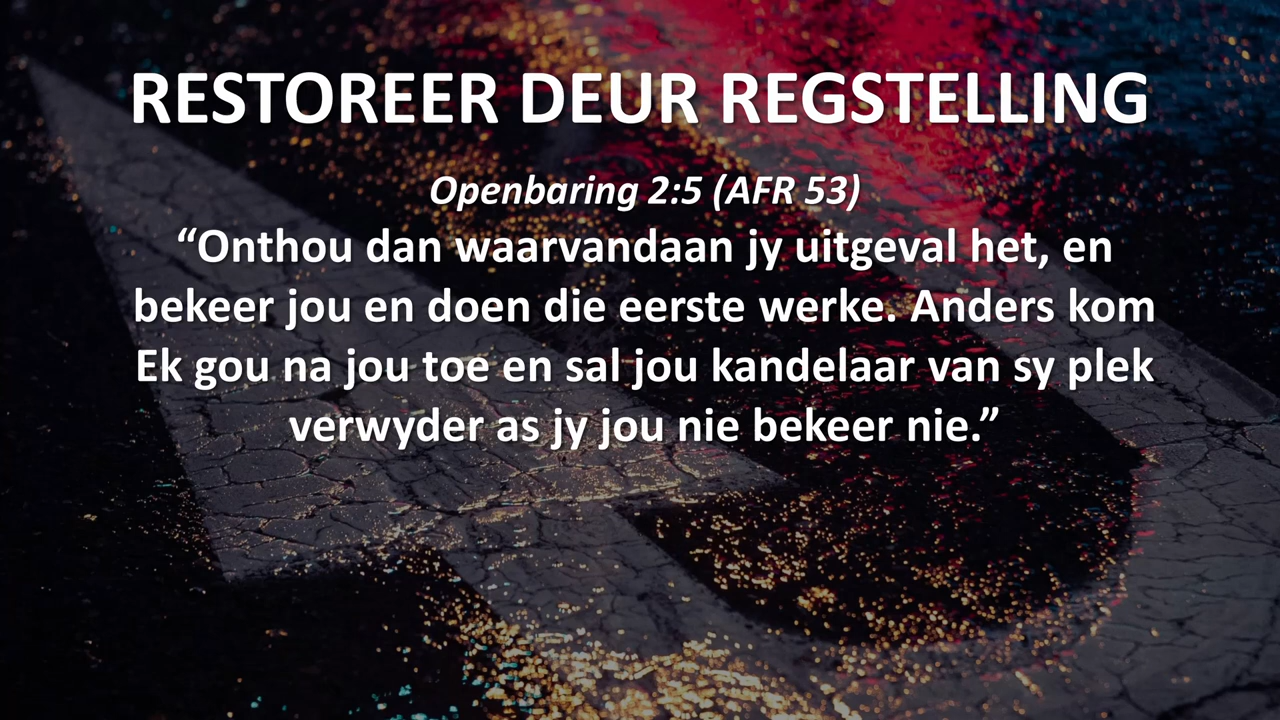 RESTOREER DEUR REGSTELLING
Openbaring 2:5 (AFR 53)
“Onthou dan waarvandaan jy uitgeval het, en
bekeer jou en doen die eerste werke. Anders kom
Ek gou na jou toe en sal jou kandelaar van sy plek
verwyder as jy jou nie bekeer nie.”